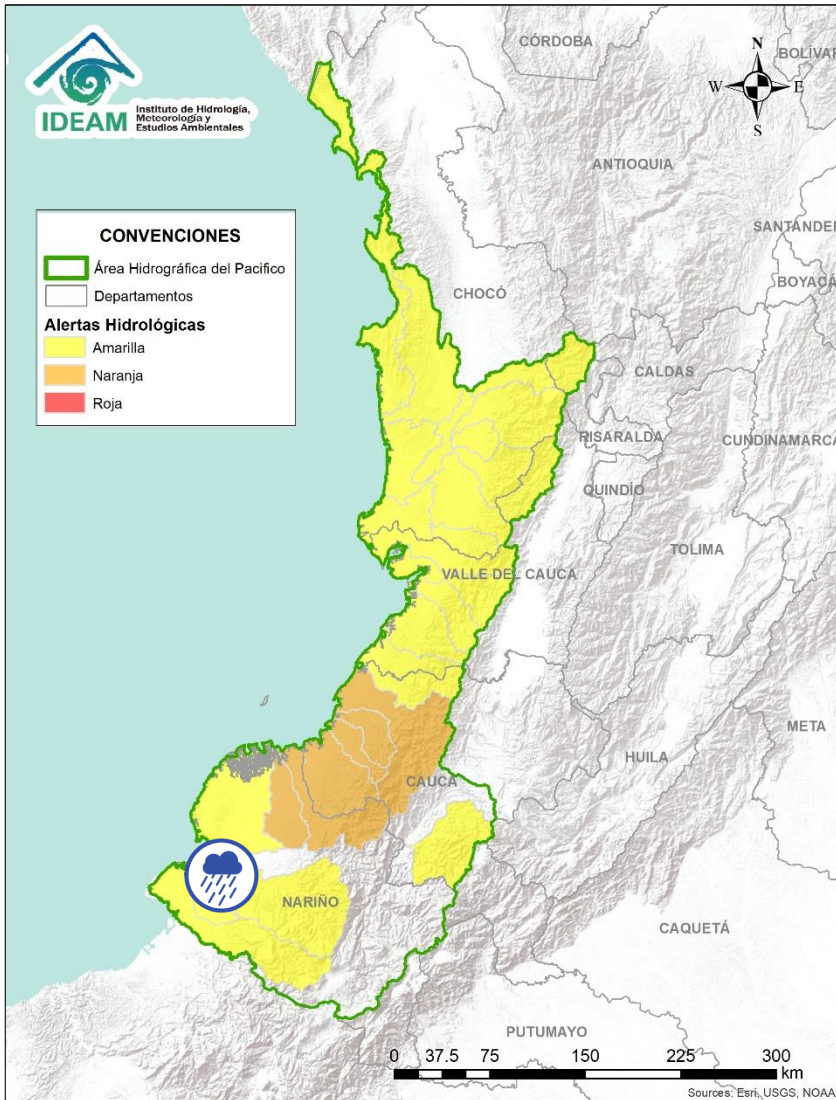 IDEAM
Instituto de Hidrología,
Meteorología y
Estudios Ambientales
CÓRDOBA
BOLÍVAR
N
W
E
S
ANTIOQUIA
SANTANDER
BOYACÁ
CONVENCIONES
Área Hidrográfica del Pacifico
Departamentos
Alertas Hidrológicas
Amarilla
Naranja
Roja
CHOCÓ
CALDAS
RISARALDA
CUNDINAMARCA
QUINDÍO
TOLIMA
VALLE DEL CAUCA
META
HUILA
CAUCA
NARIÑO
CAQUETÁ
PUTUMAYO
0 37.5 75 150 225 300
km
Sources: Esri, USGS, NOAA